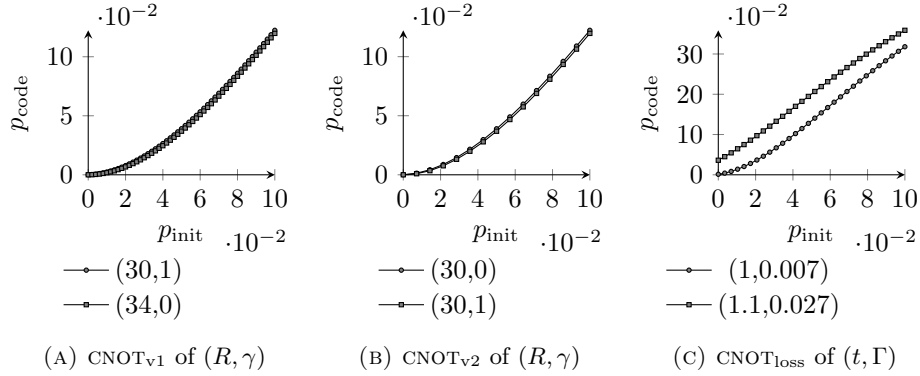 ·10⁻² ·10⁻² ·10⁻²
10 10 30
5 5 20
10
0 0 0
p_code p_code p_code
0 2 4 6 8 10 0 2 4 6 8 10 0 2 4 6 8 10
p_init p_init p_init
·10⁻² ·10⁻² ·10⁻²
(30,1) (30,0) (1,0.007)
(34,0) (30,1) (1.1,0.027)
(A) CNOT_v1 of (R, γ) (B) CNOT_v2 of (R, γ) (C) CNOT_loss of (t, Γ)